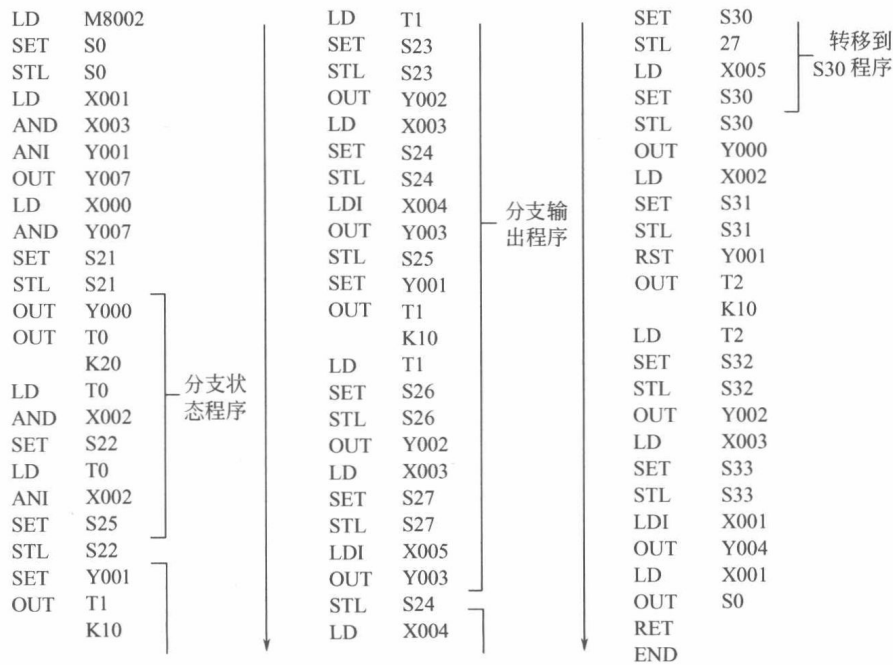 LD M8002
SET S0
STL S0
LD X001
AND X003
ANI Y001
OUT Y007
LD X000
AND Y007
SET S21
STL S21
OUT Y000
OUT T0
K20
LD T0
AND X002
SET S22
LD T0
ANI X002
SET S25
STL S22
SET Y001
OUT T1
K10
分支状
态程序
LD T1
SET S23
STL S23
OUT Y002
LD X003
SET S24
STL S24
LDI X004
OUT Y003
STL S25
SET Y001
OUT T1
K10
LD T1
SET S26
STL S26
OUT Y002
LD X003
SET S27
STL S27
LDI X005
OUT Y003
STL S24
LD X004
分支输
出程序
SET S30
STL 27
LD X005
SET S30
STL S30
OUT Y000
LD X002
SET S31
STL S31
RST Y001
OUT T2
K10
LD T2
SET S32
STL S32
OUT Y002
LD X003
SET S33
STL S33
LDI X001
OUT Y004
LD X001
OUT S0
RET
END
转移到
S30 程序